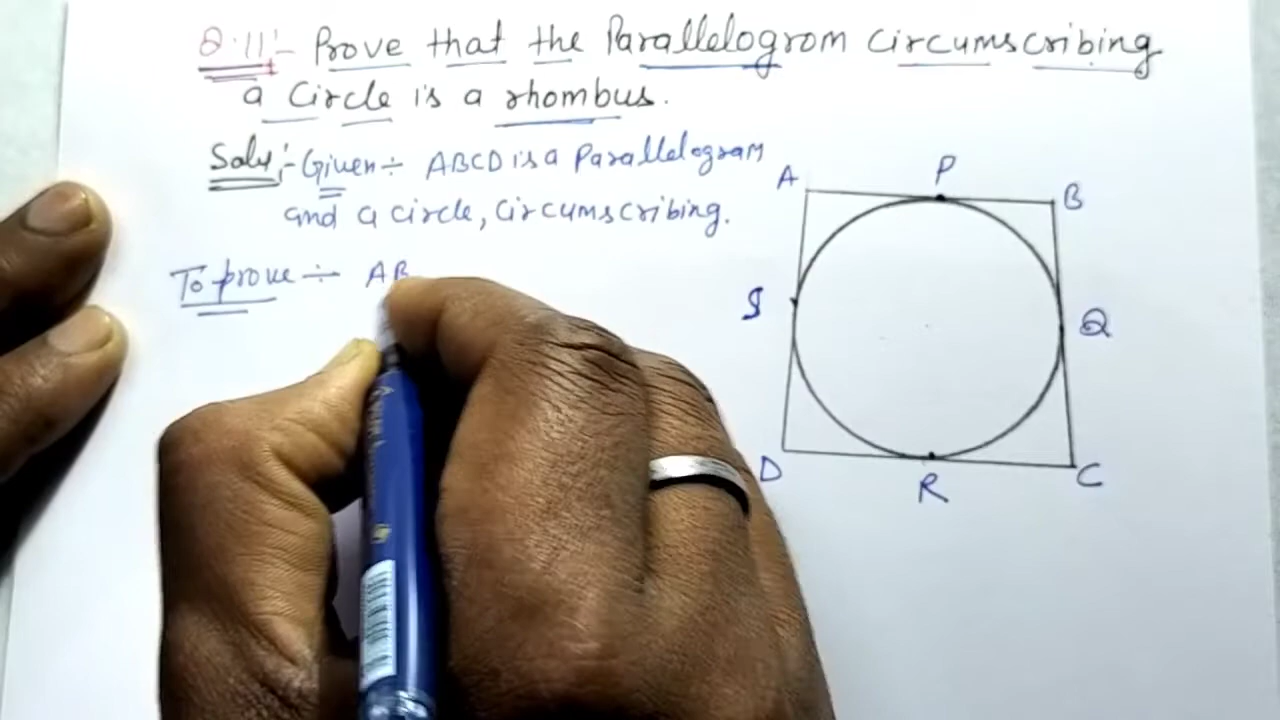 Q.11:- Prove that the Parallelogram circumscribing
a circle is a rhombus.
Soln:- Given ÷ ABCD is a Parallelogram
and a circle, circumscribing.
To prove ÷ AB
A
P
B
S
Q
D
R
C